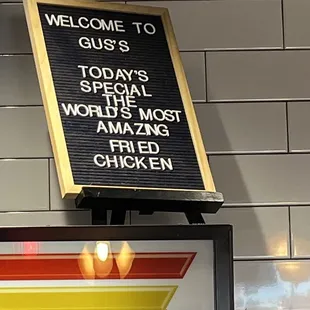 WELCOME TO
GUS'S
TODAY'S
SPECIAL
THE
WORLD'S MOST
AMAZING
FRIED
CHICKEN